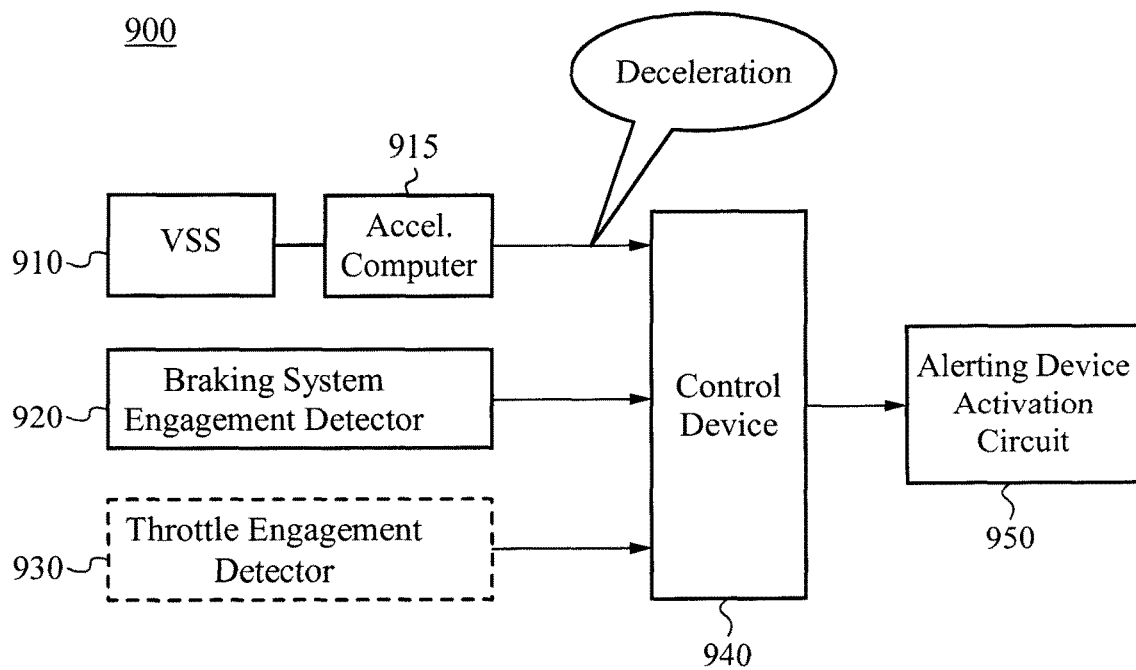 900
Deceleration
915
VSS
Accel.
Computer
910
Braking System
Engagement Detector
920
Control
Device
Alerting Device
Activation
Circuit
Throttle Engagement
Detector
930
950
940